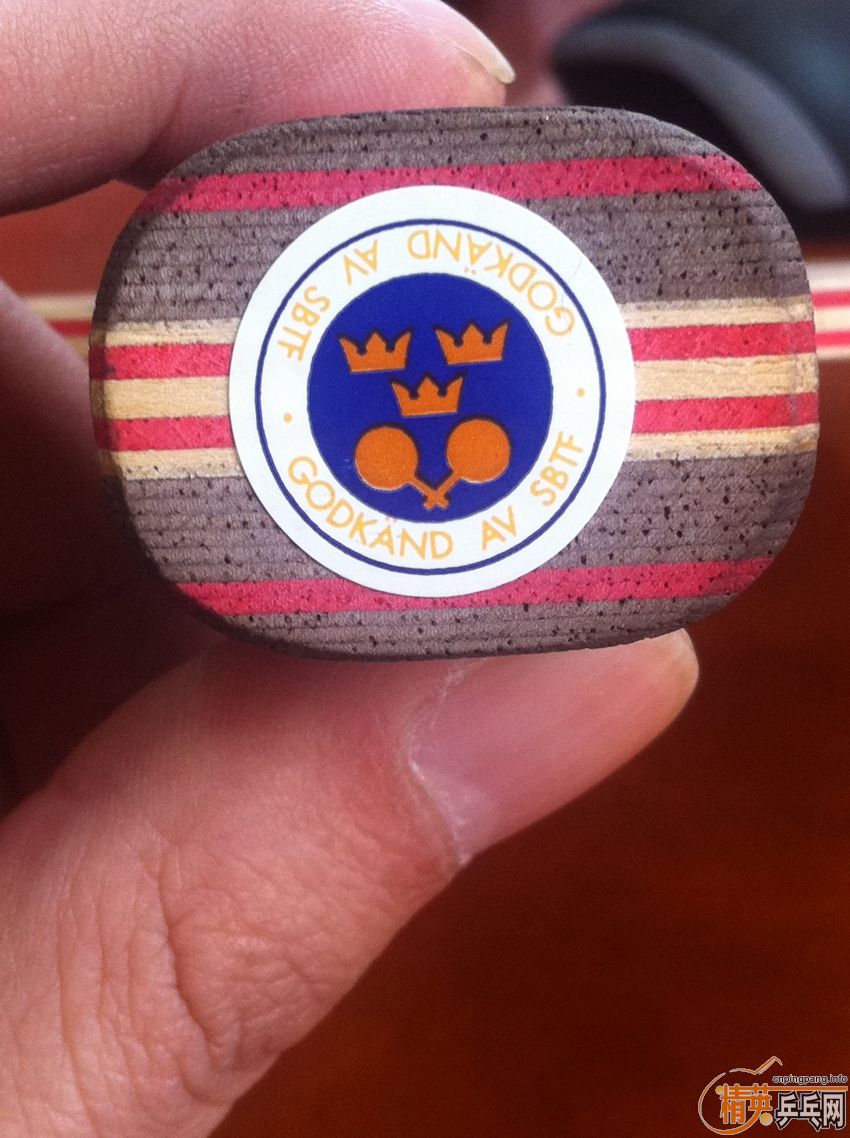 GODKÄND AV SBTF
GODKÄND AV SBTF
cnpingpang.info
精英乒乓网